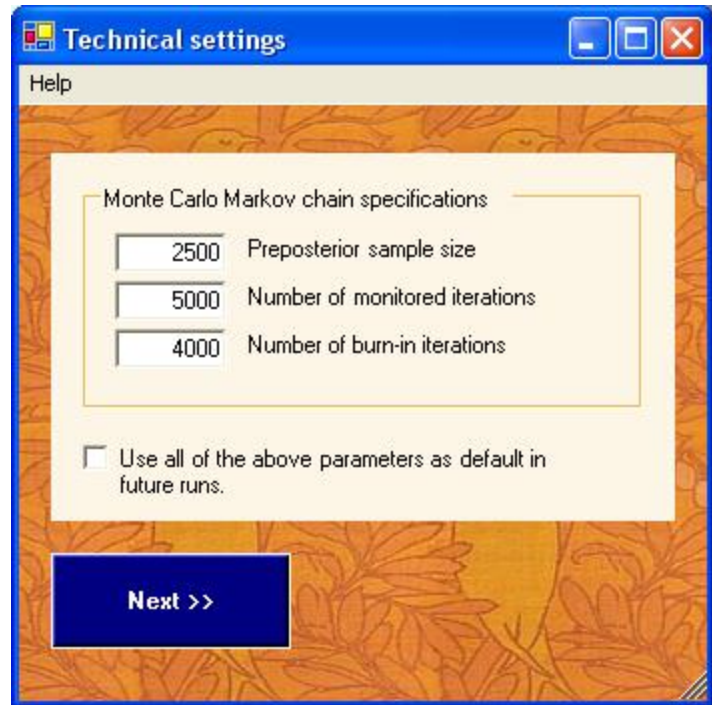 Technical settings
Help
Monte Carlo Markov chain specifications
2500 Preposterior sample size
5000 Number of monitored iterations
4000 Number of burn-in iterations
Use all of the above parameters as default in
future runs.
Next >>